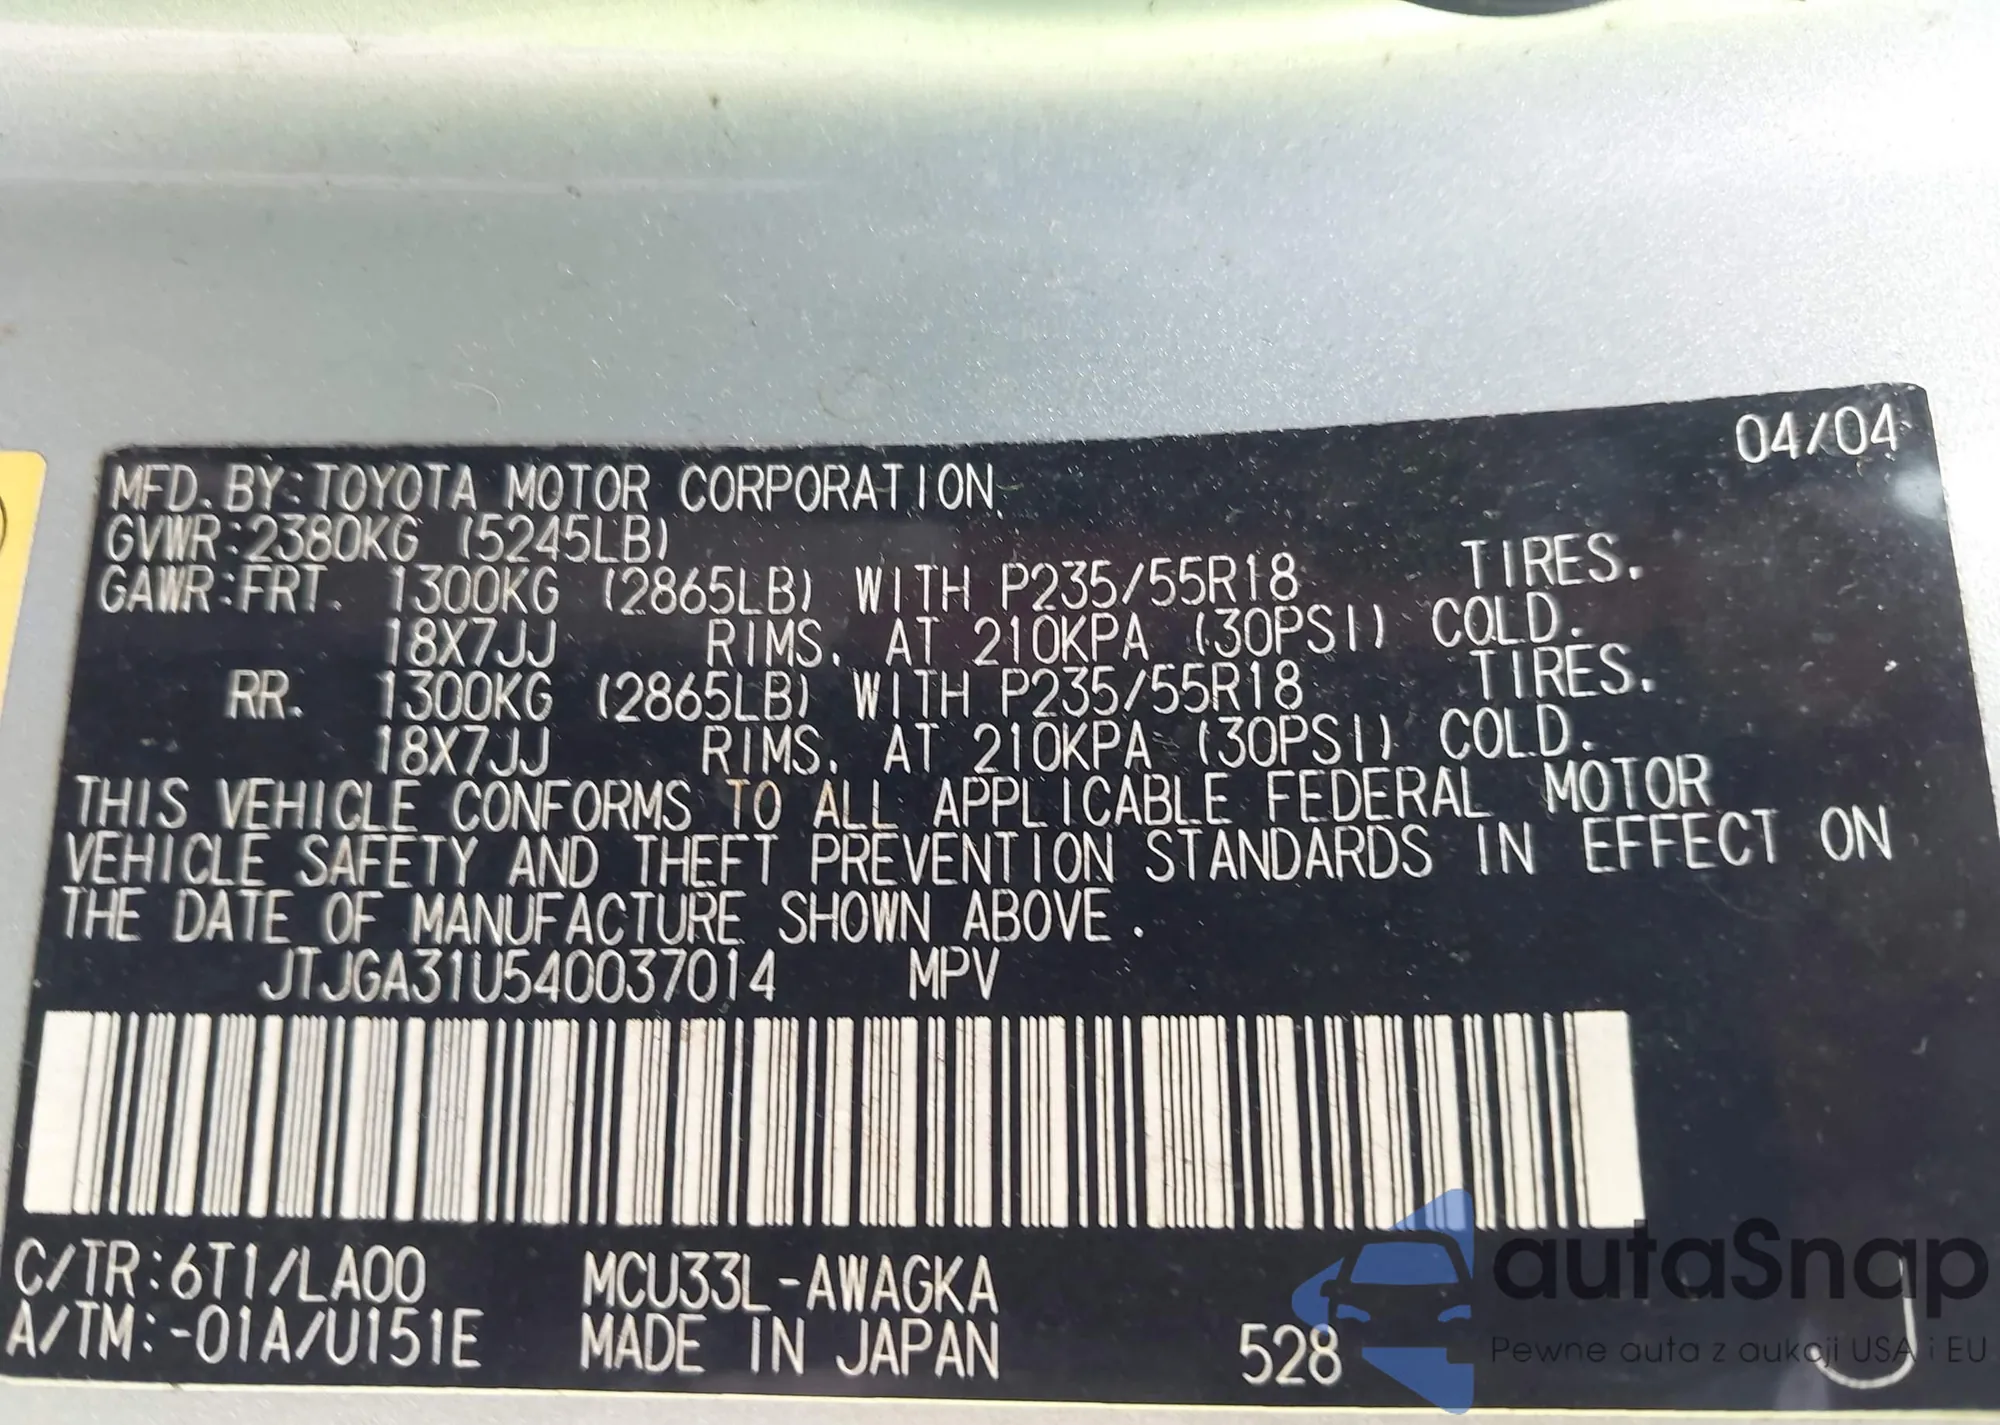 04/04
MFD. BY:TOYOTA MOTOR CORPORATION
GVWR:2380KG (5245LB)
GAWR:FRT. 1300KG (2865LB) WITH P235/55R18 TIRES.
18X7JJ RIMS. AT 210KPA (30PSI) COLD.
RR. 1300KG (2865LB) WITH P235/55R18 TIRES.
18X7JJ RIMS. AT 210KPA (30PSI) COLD.
THIS VEHICLE CONFORMS TO ALL APPLICABLE FEDERAL MOTOR
VEHICLE SAFETY AND THEFT PREVENTION STANDARDS IN EFFECT ON
THE DATE OF MANUFACTURE SHOWN ABOVE.
JTJGA31U540037014 MPV
C/TR:6T1/LA00 MCU33L-AWAGKA
A/TM:-01A/U151E MADE IN JAPAN 528
J
autaSnap
Pewne auta z aukcji USA i EU